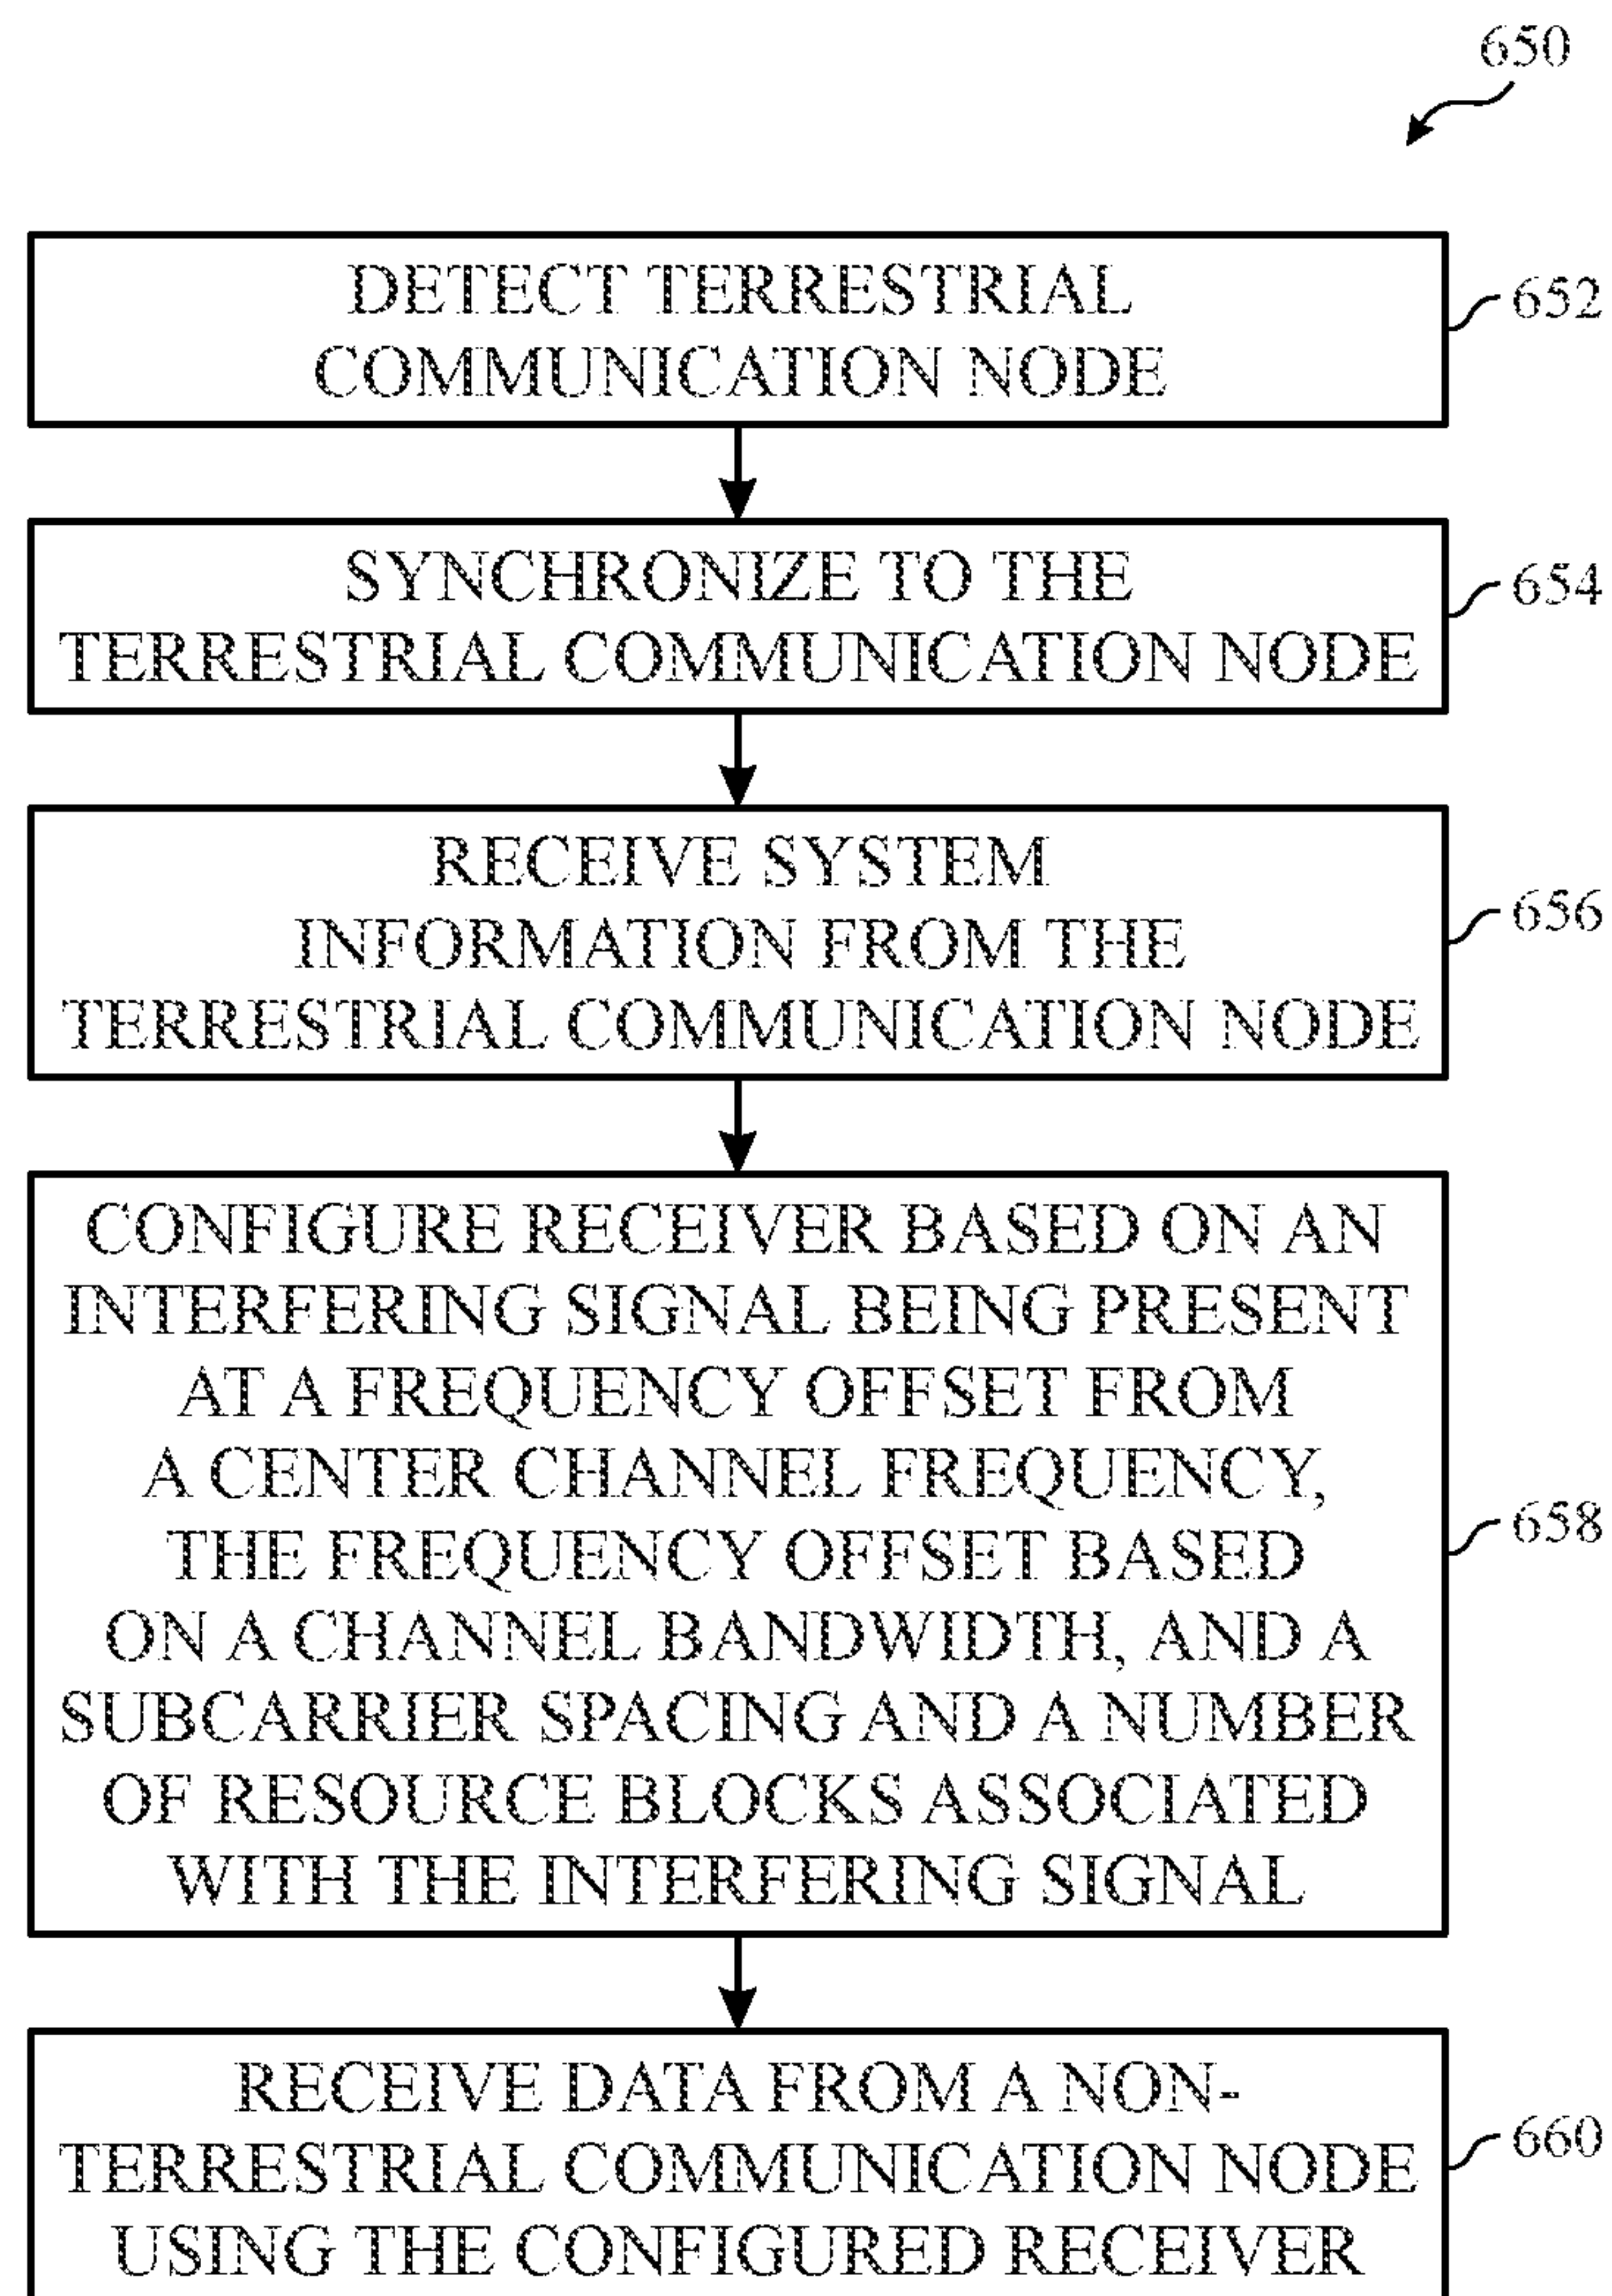 650
DETECT TERRESTRIAL
COMMUNICATION NODE
652
SYNCHRONIZE TO THE
TERRESTRIAL COMMUNICATION NODE
654
RECEIVE SYSTEM
INFORMATION FROM THE
TERRESTRIAL COMMUNICATION NODE
656
CONFIGURE RECEIVER BASED ON AN
INTERFERING SIGNAL BEING PRESENT
AT A FREQUENCY OFFSET FROM
A CENTER CHANNEL FREQUENCY,
THE FREQUENCY OFFSET BASED
ON A CHANNEL BANDWIDTH, AND A
SUBCARRIER SPACING AND A NUMBER
OF RESOURCE BLOCKS ASSOCIATED
WITH THE INTERFERING SIGNAL
658
RECEIVE DATA FROM A NON-
TERRESTRIAL COMMUNICATION NODE
USING THE CONFIGURED RECEIVER
660